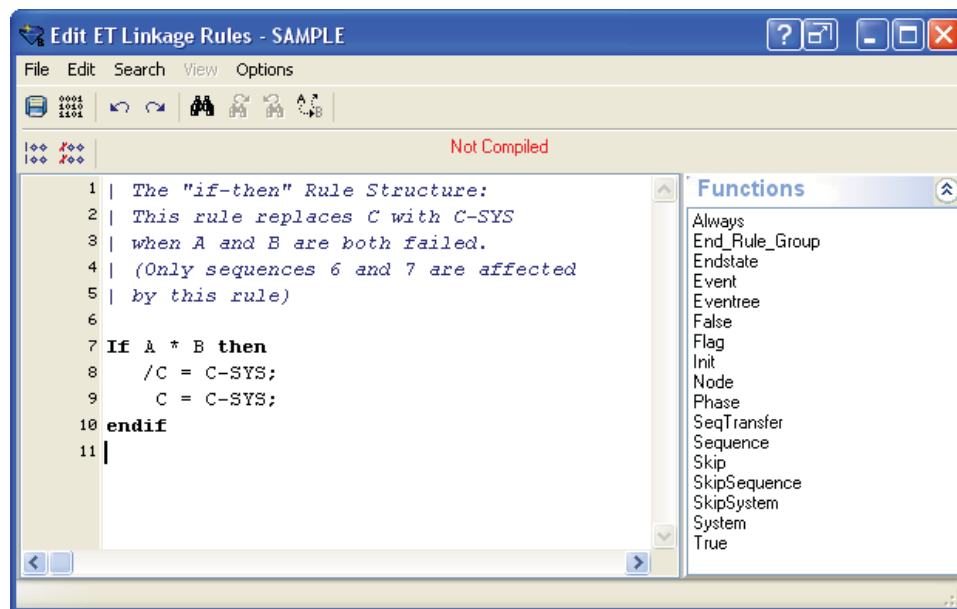 Edit ET Linkage Rules - SAMPLE
File Edit Search View Options
Not Compiled
1 | The "if-then" Rule Structure:
2 | This rule replaces C with C-SYS
3 | when A and B are both failed.
4 | (Only sequences 6 and 7 are affected
5 | by this rule)
6
7 If A * B then
8 /C = C-SYS;
9 C = C-SYS;
10 endif
11
Functions
Always
End_Rule_Group
Endstate
Event
Eventree
False
Flag
Init
Node
Phase
SeqTransfer
Sequence
Skip
SkipSequence
SkipSystem
System
True